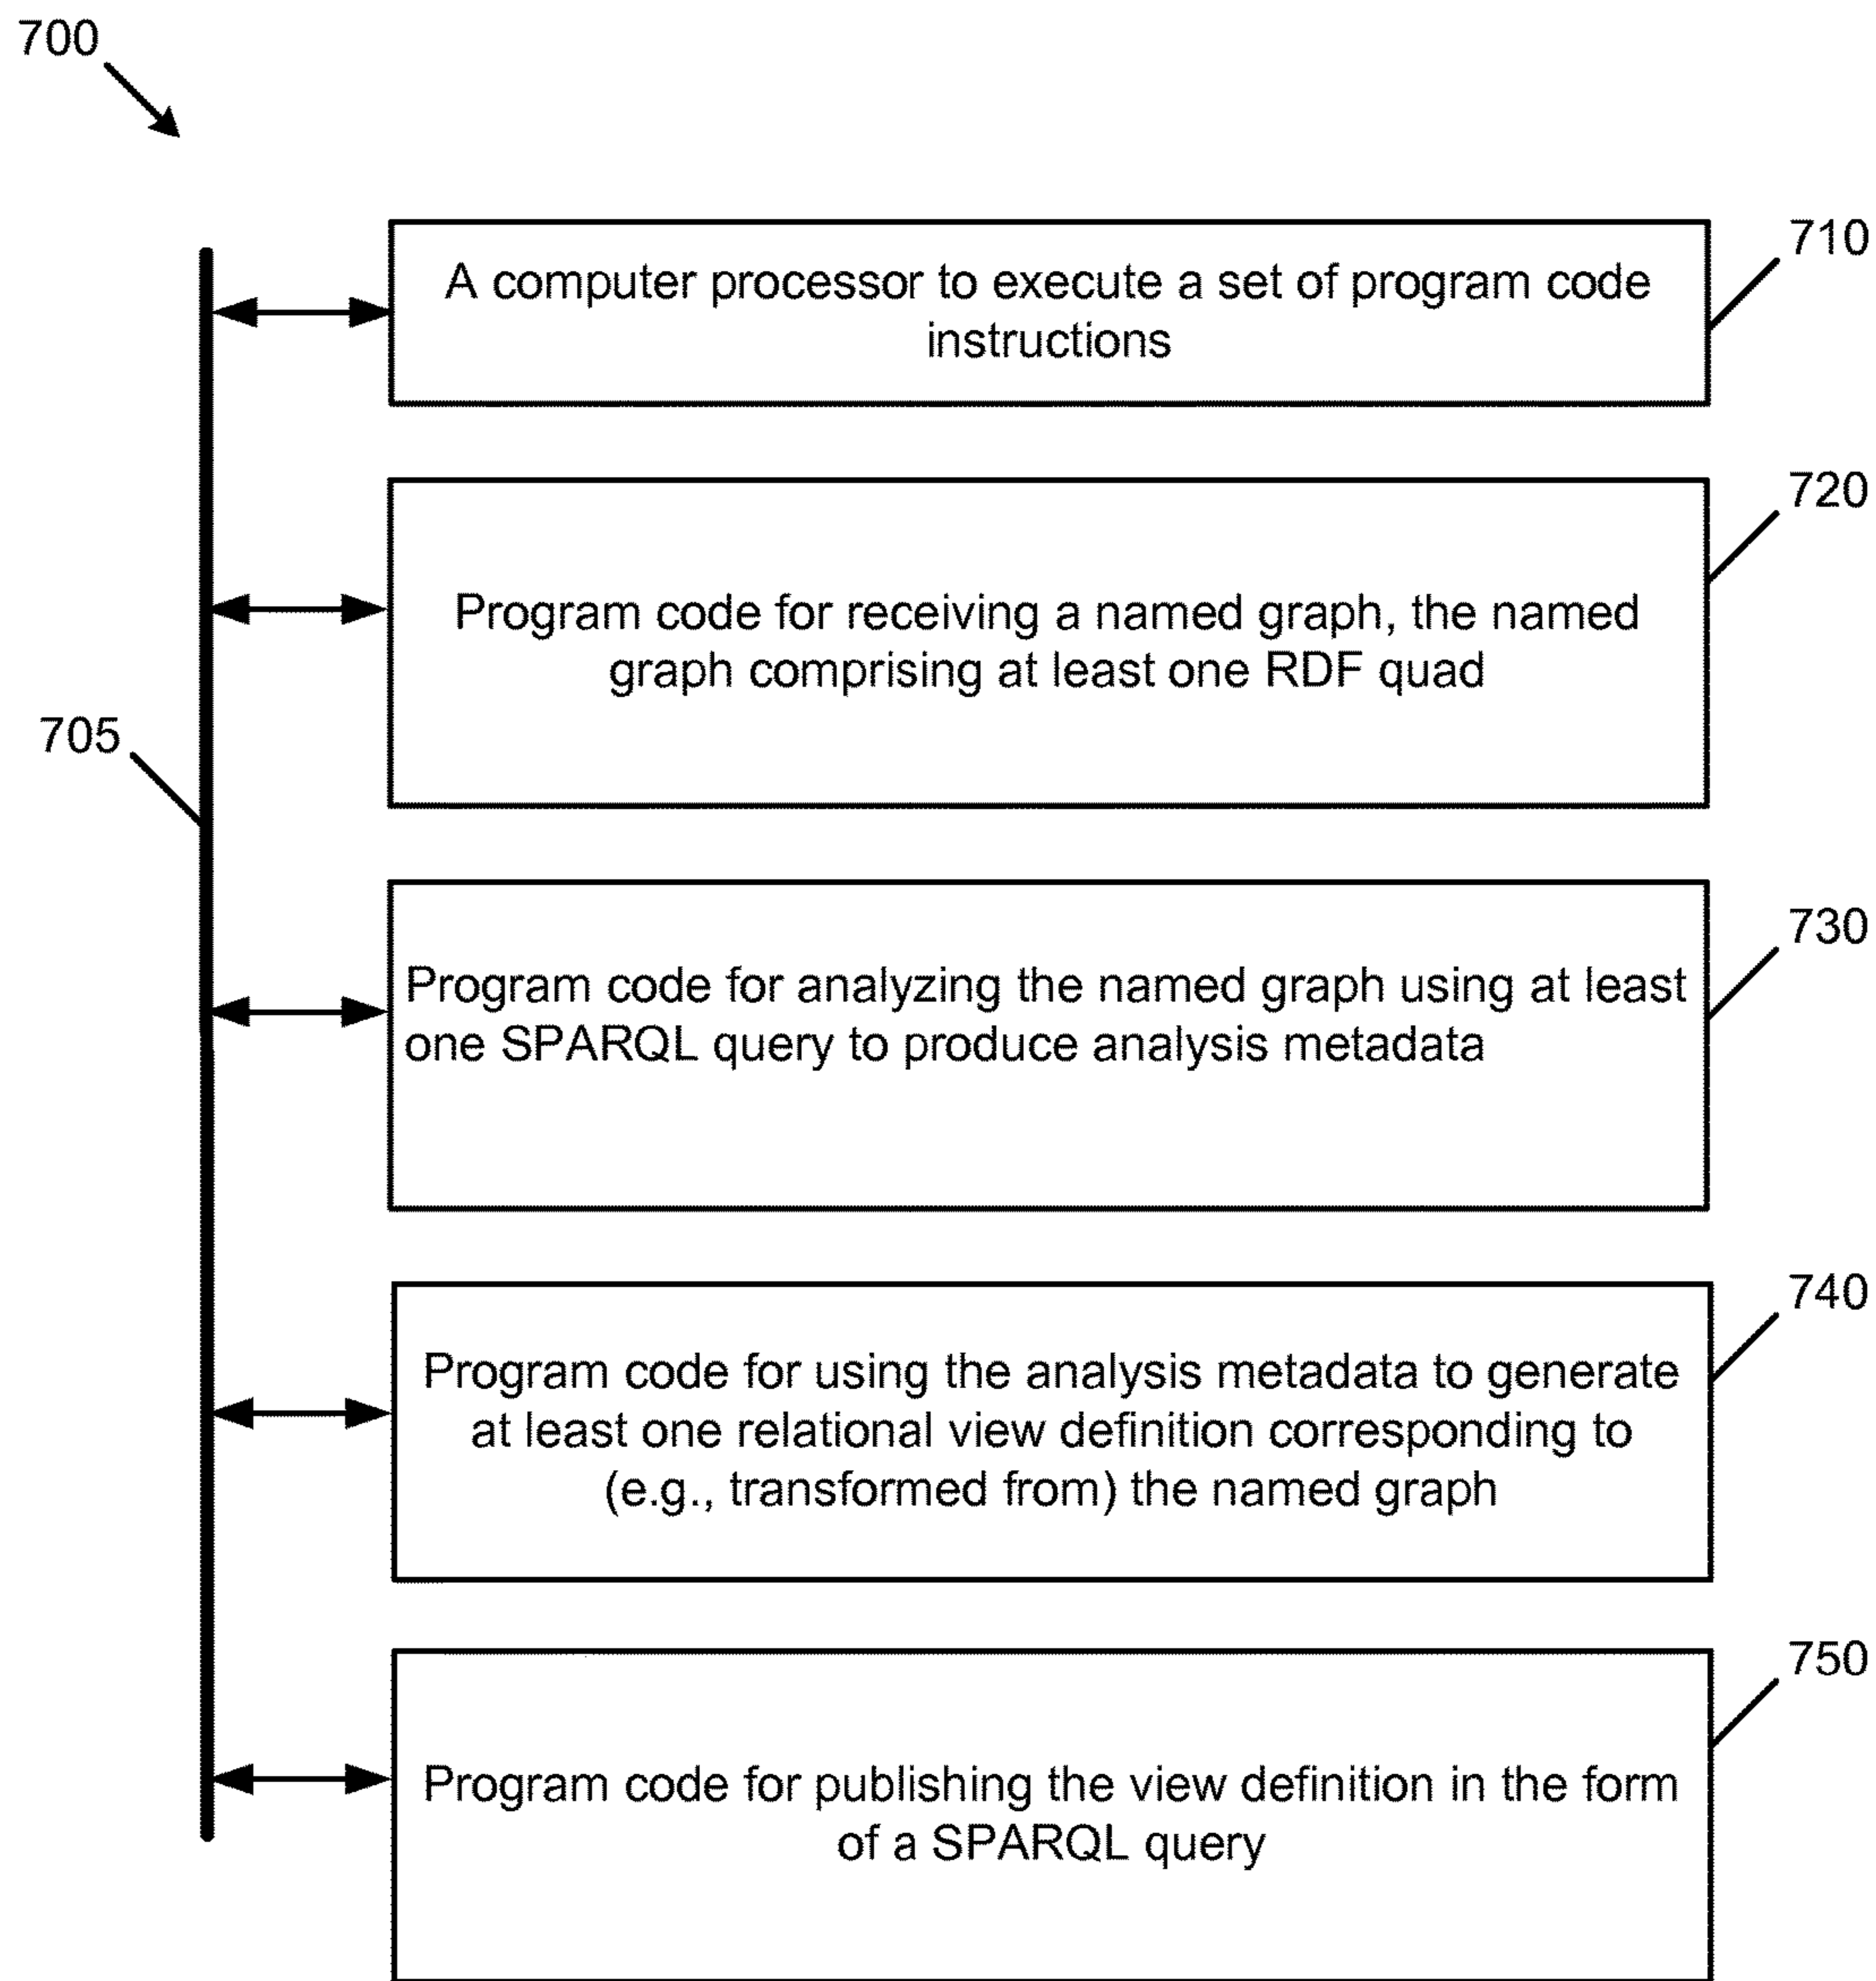 700
710
A computer processor to execute a set of program code
instructions
720
Program code for receiving a named graph, the named
graph comprising at least one RDF quad
705
730
Program code for analyzing the named graph using at least
one SPARQL query to produce analysis metadata
740
Program code for using the analysis metadata to generate
at least one relational view definition corresponding to
(e.g., transformed from) the named graph
750
Program code for publishing the view definition in the form
of a SPARQL query